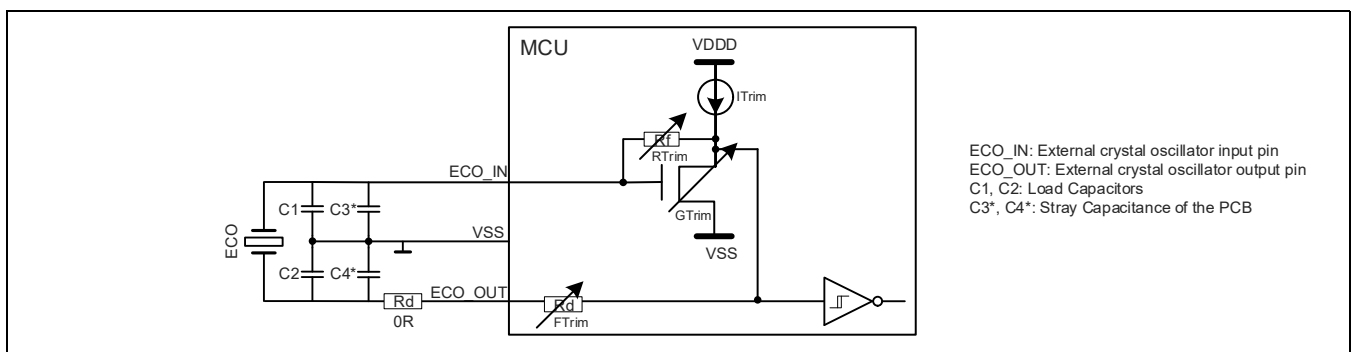 MCU
VDDD
ITrim
Rf
RTrim
ECO_IN
GTrim
C1
C3*
VSS
VSS
ECO
C2
C4*
ECO_OUT
Rd
0R
Rd
FTrim
ECO_IN: External crystal oscillator input pin
ECO_OUT: External crystal oscillator output pin
C1, C2: Load Capacitors
C3*, C4*: Stray Capacitance of the PCB